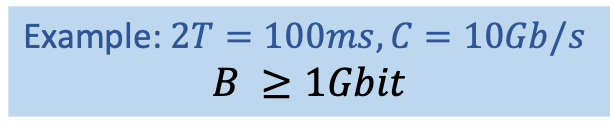 Example: 2T = 100ms, C = 10Gb/s
B ≥ 1Gbit